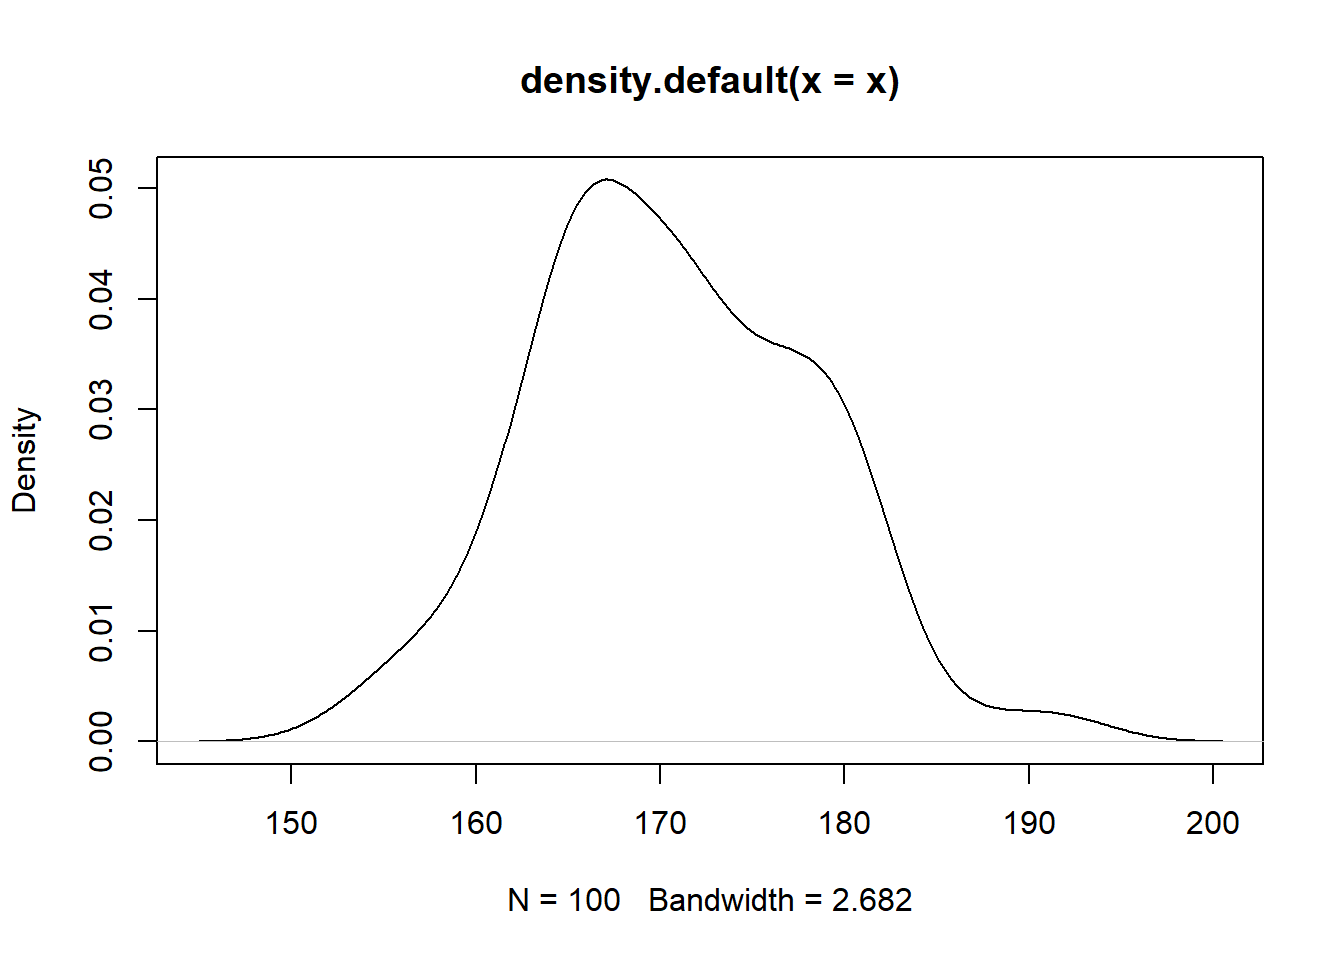 density.default(x = x)
Density
0.05
0.04
0.03
0.02
0.01
0.00
150 160 170 180 190 200
N = 100 Bandwidth = 2.682